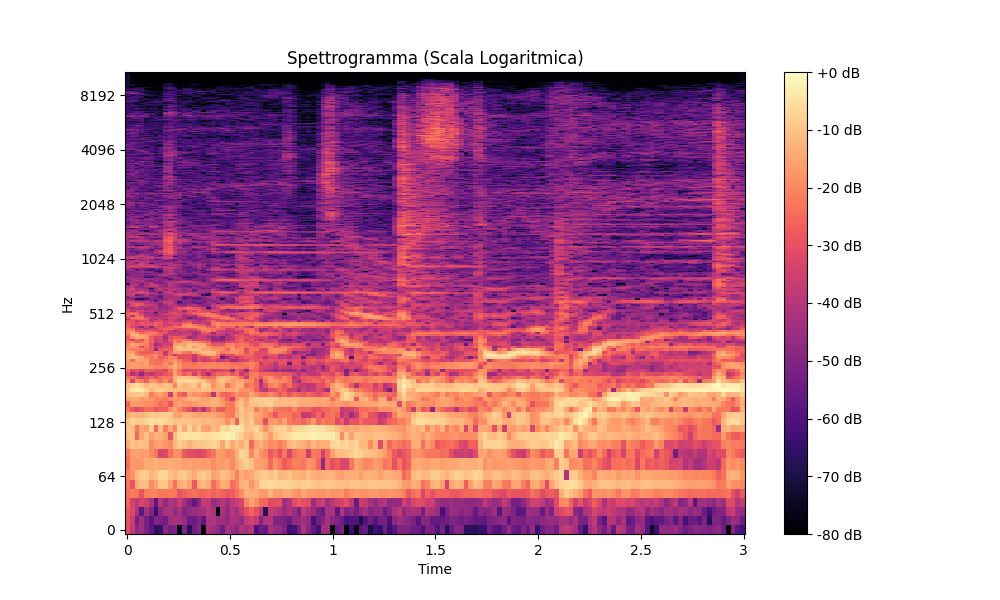 Spettrogramma (Scala Logaritmica)
8192
4096
2048
1024
512
256
128
64
0
Hz
0
0.5
1
1.5
2
2.5
3
Time
+0 dB
-10 dB
-20 dB
-30 dB
-40 dB
-50 dB
-60 dB
-70 dB
-80 dB